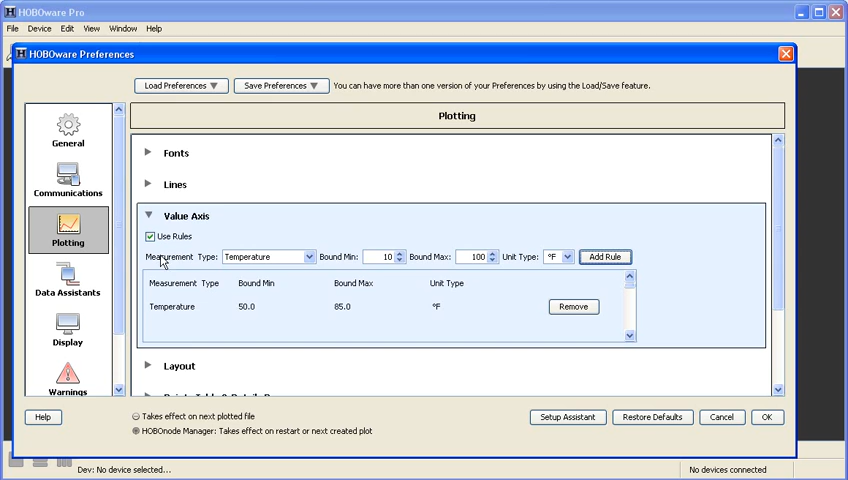 HOBOware Pro
File Device Edit View Window Help
HOBOware Preferences
Load Preferences Save Preferences You can have more than one version of your Preferences by using the Load/Save feature.
General
Communications
Plotting
Data Assistants
Display
Warnings
Plotting
Fonts
Lines
Value Axis
Use Rules
Measurement Type: Temperature Bound Min: 10 Bound Max: 100 Unit Type: °F Add Rule
Measurement Type Bound Min Bound Max Unit Type
Temperature 50.0 85.0 °F Remove
Layout
Help
Takes effect on next plotted file
HOBOnode Manager: Takes effect on restart or next created plot
Setup Assistant Restore Defaults Cancel OK
Dev: No device selected... No devices connected